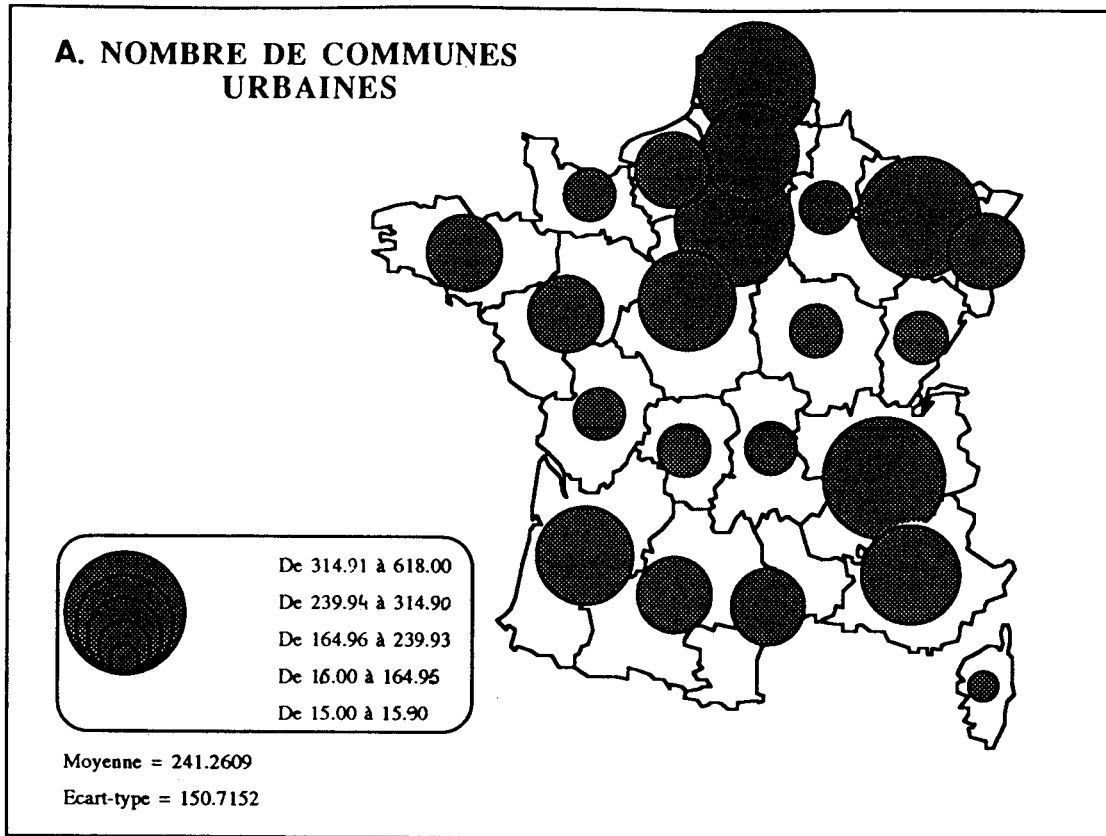 A. NOMBRE DE COMMUNES
URBAINES
De 314.91 à 618.00
De 239.94 à 314.90
De 164.96 à 239.93
De 16.00 à 164.95
De 15.00 à 15.90
Moyenne = 241.2609
Ecart-type = 150.7152